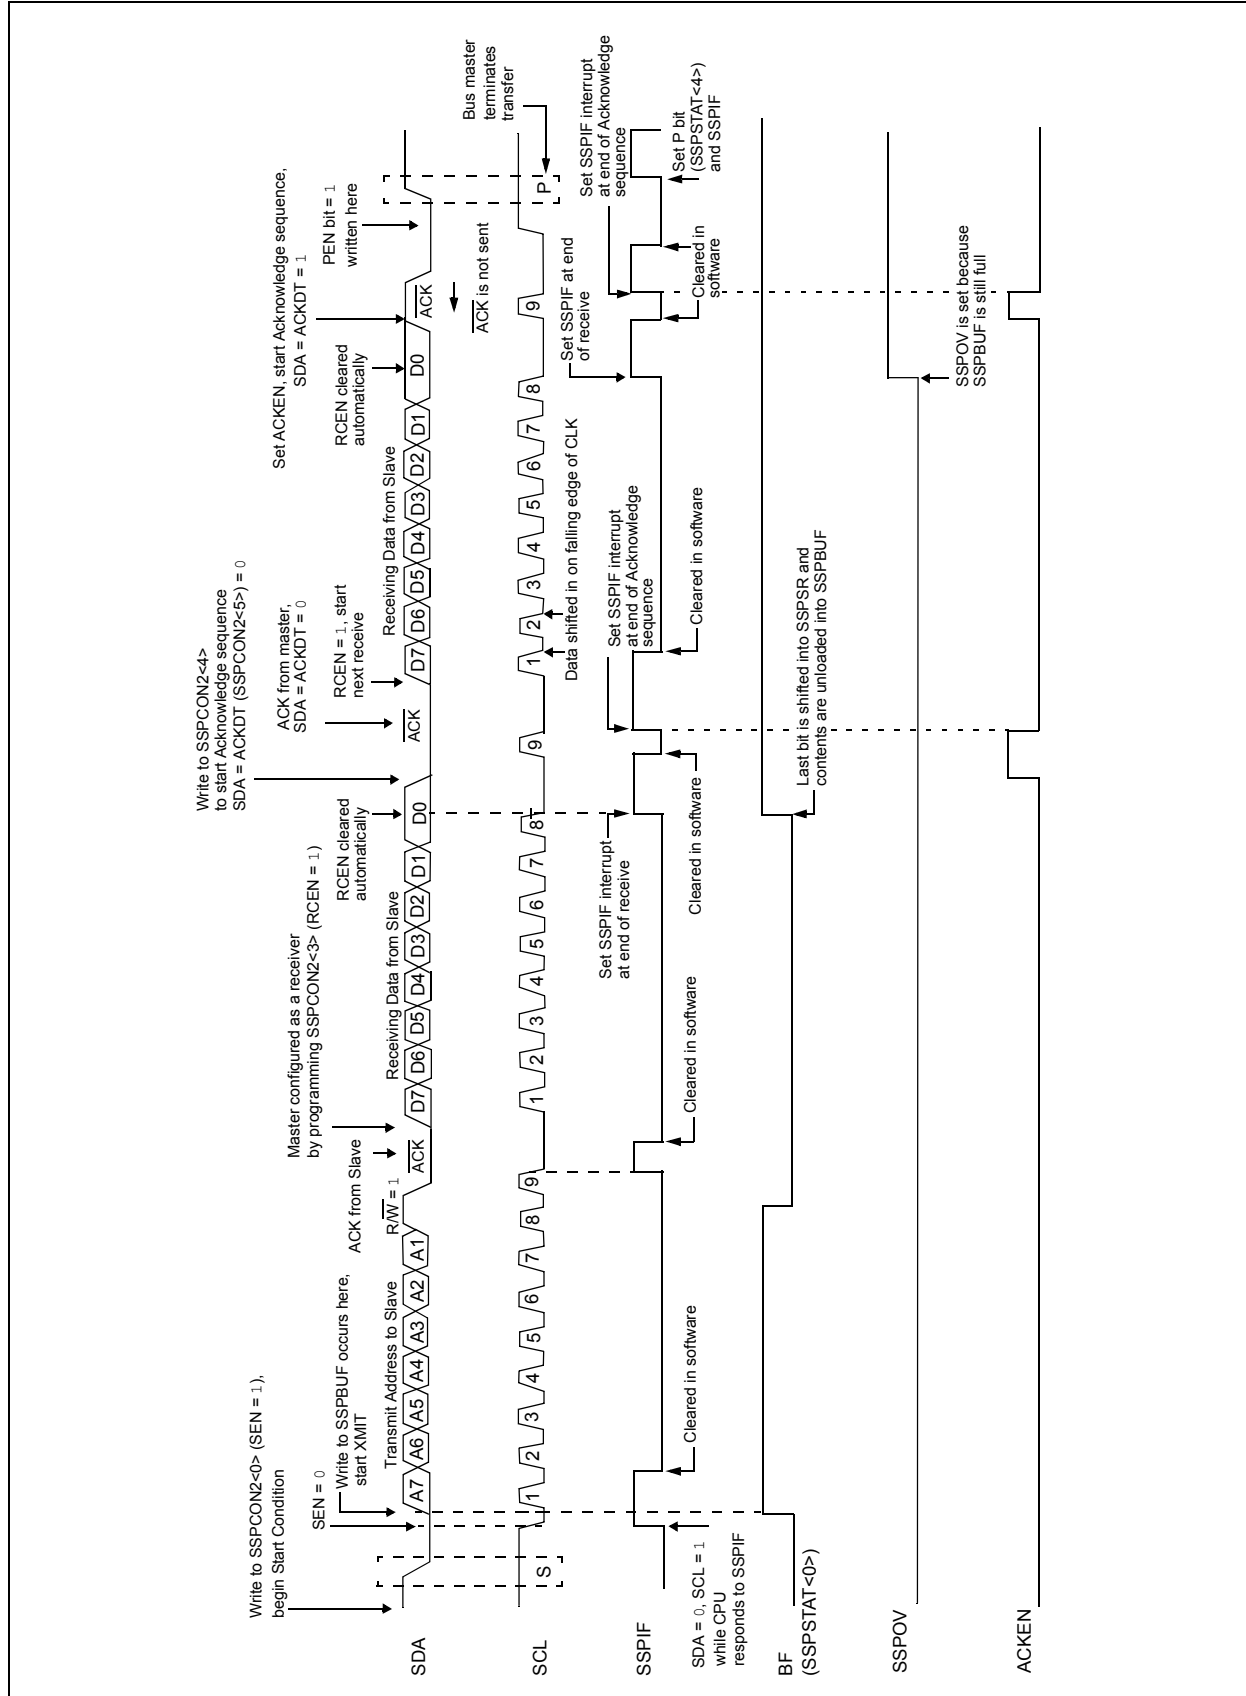 Write to SSPCON2<4>
to start Acknowledge sequence
SDA = ACKDT (SSPCON2<5>) = 0
Write to SSPCON2<0> (SEN = 1),
begin Start Condition
Master configured as a receiver
by programming SSPCON2<3> (RCEN = 1)
ACK from master,
SDA = ACKDT = 0
Set ACKEN, start Acknowledge sequence,
SDA = ACKDT = 1
SEN = 0
Write to SSPBUF occurs here,
start XMIT
ACK from Slave
RCEN cleared
automatically
RCEN = 1, start
next receive
RCEN cleared
automatically
PEN bit = 1
written here
Transmit Address to Slave
R/W = 1
Receiving Data from Slave
Receiving Data from Slave
SDA
A7 A6 A5 A4 A3 A2 A1 ACK D7 D6 D5 D4 D3 D2 D1 D0 ACK D7 D6 D5 D4 D3 D2 D1 D0 ACK
ACK is not sent
Bus master
terminates
transfer
SCL
S 1 2 3 4 5 6 7 8 9 1 2 3 4 5 6 7 8 9 1 2 3 4 5 6 7 8 9 P
Data shifted in on falling edge of CLK
Set SSPIF interrupt
at end of receive
Set SSPIF interrupt
at end of Acknowledge
sequence
Set SSPIF at end
of receive
Set SSPIF interrupt
at end of Acknowledge
sequence
SSPIF
SDA = 0, SCL = 1
while CPU
responds to SSPIF
Cleared in software
Cleared in software
Cleared in software
Cleared in software
Cleared in
software
Set P bit
(SSPSTAT<4>)
and SSPIF
BF
(SSPSTAT<0>)
Last bit is shifted into SSPSR and
contents are unloaded into SSPBUF
SSPOV
SSPOV is set because
SSPBUF is still full
ACKEN